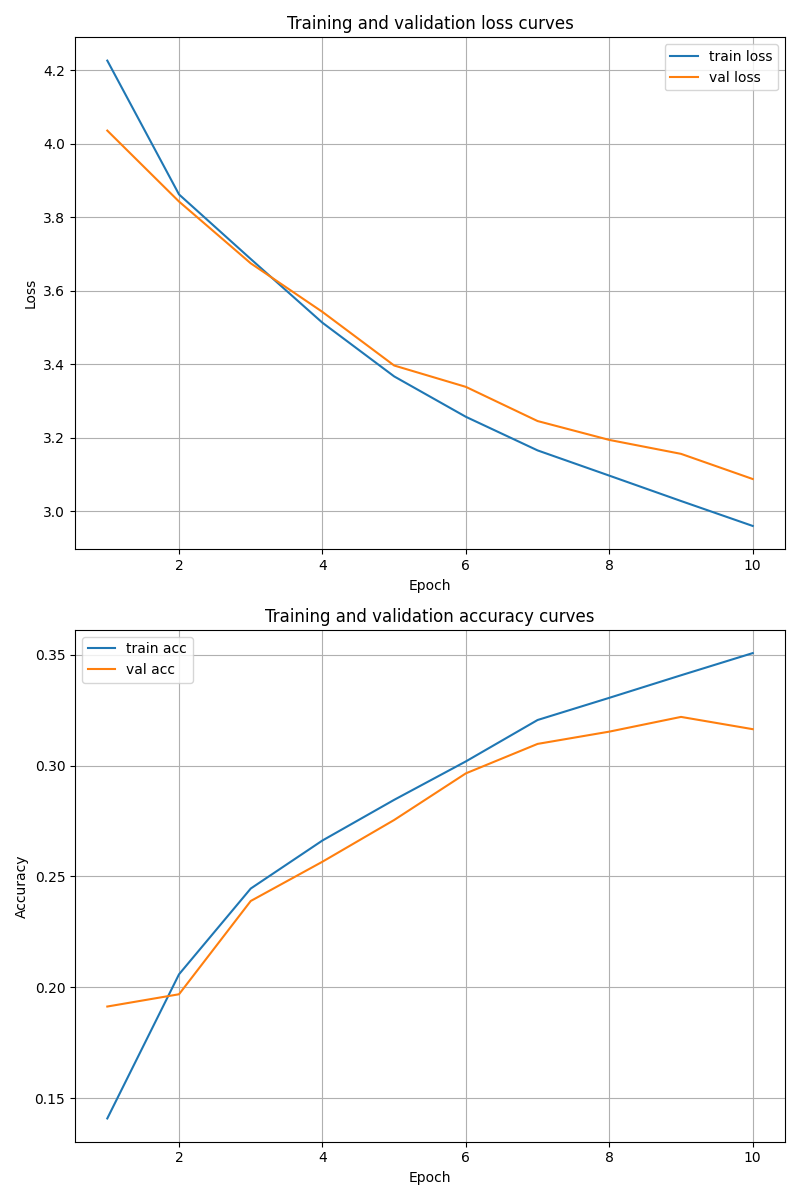 Training and validation loss curves
train loss
val loss
4.2
4.0
3.8
3.6
3.4
3.2
3.0
Loss
2 4 6 8 10
Epoch
Training and validation accuracy curves
train acc
val acc
0.35
0.30
0.25
0.20
0.15
Accuracy
2 4 6 8 10
Epoch